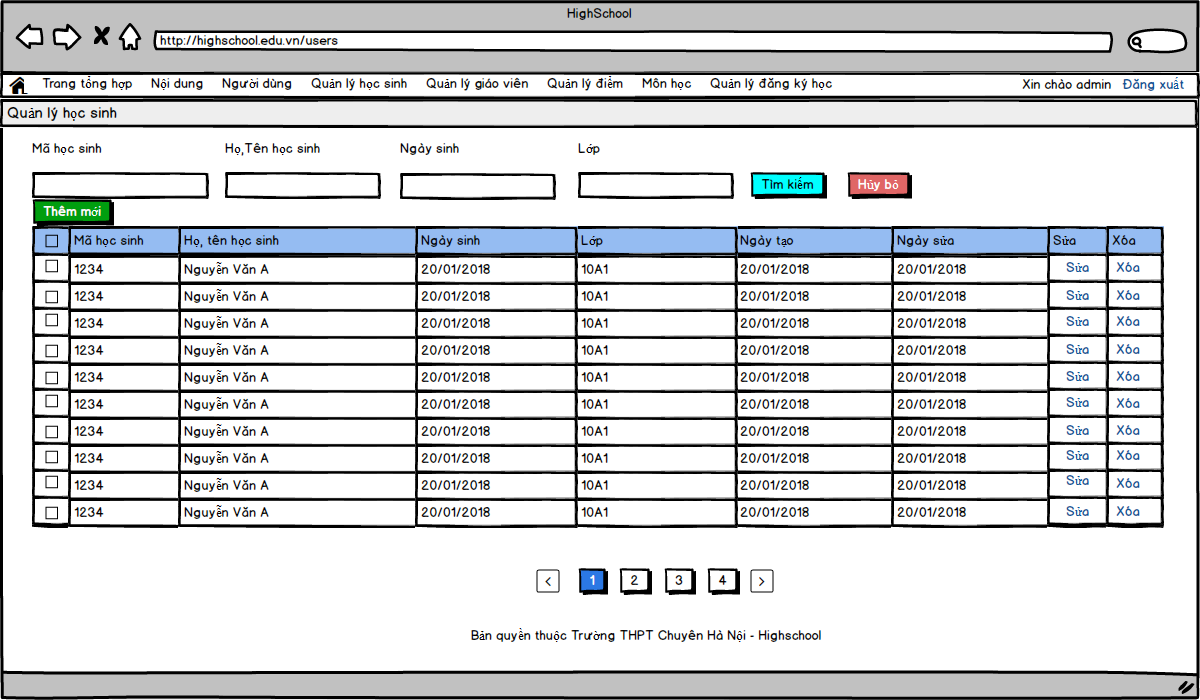 HighSchool
http://highschool.edu.vn/users
Trang tổng hợp Nội dung Người dùng Quản lý học sinh Quản lý giáo viên Quản lý điểm Môn học Quản lý đăng ký học Xin chào admin Đăng xuất
Quản lý học sinh
Mã học sinh Họ,Tên học sinh Ngày sinh Lớp
Tìm kiếm Hủy bỏ
Thêm mới
Mã học sinh Họ, tên học sinh Ngày sinh Lớp Ngày tạo Ngày sửa Sửa Xóa
1234 Nguyễn Văn A 20/01/2018 10A1 20/01/2018 20/01/2018 Sửa Xóa
1234 Nguyễn Văn A 20/01/2018 10A1 20/01/2018 20/01/2018 Sửa Xóa
1234 Nguyễn Văn A 20/01/2018 10A1 20/01/2018 20/01/2018 Sửa Xóa
1234 Nguyễn Văn A 20/01/2018 10A1 20/01/2018 20/01/2018 Sửa Xóa
1234 Nguyễn Văn A 20/01/2018 10A1 20/01/2018 20/01/2018 Sửa Xóa
1234 Nguyễn Văn A 20/01/2018 10A1 20/01/2018 20/01/2018 Sửa Xóa
1234 Nguyễn Văn A 20/01/2018 10A1 20/01/2018 20/01/2018 Sửa Xóa
1234 Nguyễn Văn A 20/01/2018 10A1 20/01/2018 20/01/2018 Sửa Xóa
1234 Nguyễn Văn A 20/01/2018 10A1 20/01/2018 20/01/2018 Sửa Xóa
1234 Nguyễn Văn A 20/01/2018 10A1 20/01/2018 20/01/2018 Sửa Xóa
< 1 2 3 4 >
Bản quyền thuộc Trường THPT Chuyên Hà Nội - Highschool